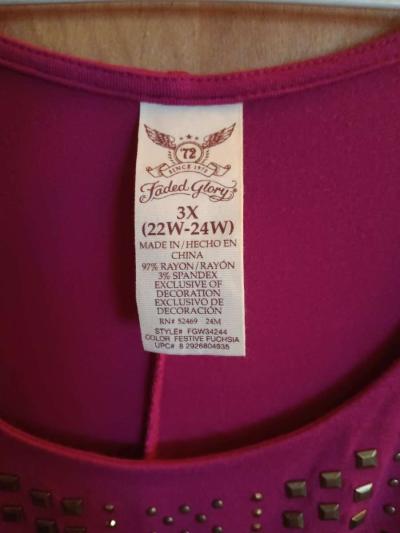 '72
SINCE 1972
Faded Glory
3X
(22W-24W)
MADE IN/HECHO EN
CHINA
97% RAYON/RAYÓN
3% SPANDEX
EXCLUSIVE OF
DECORATION
EXCLUSIVO DE
DECORACIÓN
RN# 52469 24M
STYLE# FGW34244
COLOR FESTIVE FUCHSIA
UPC# 8 2926804935